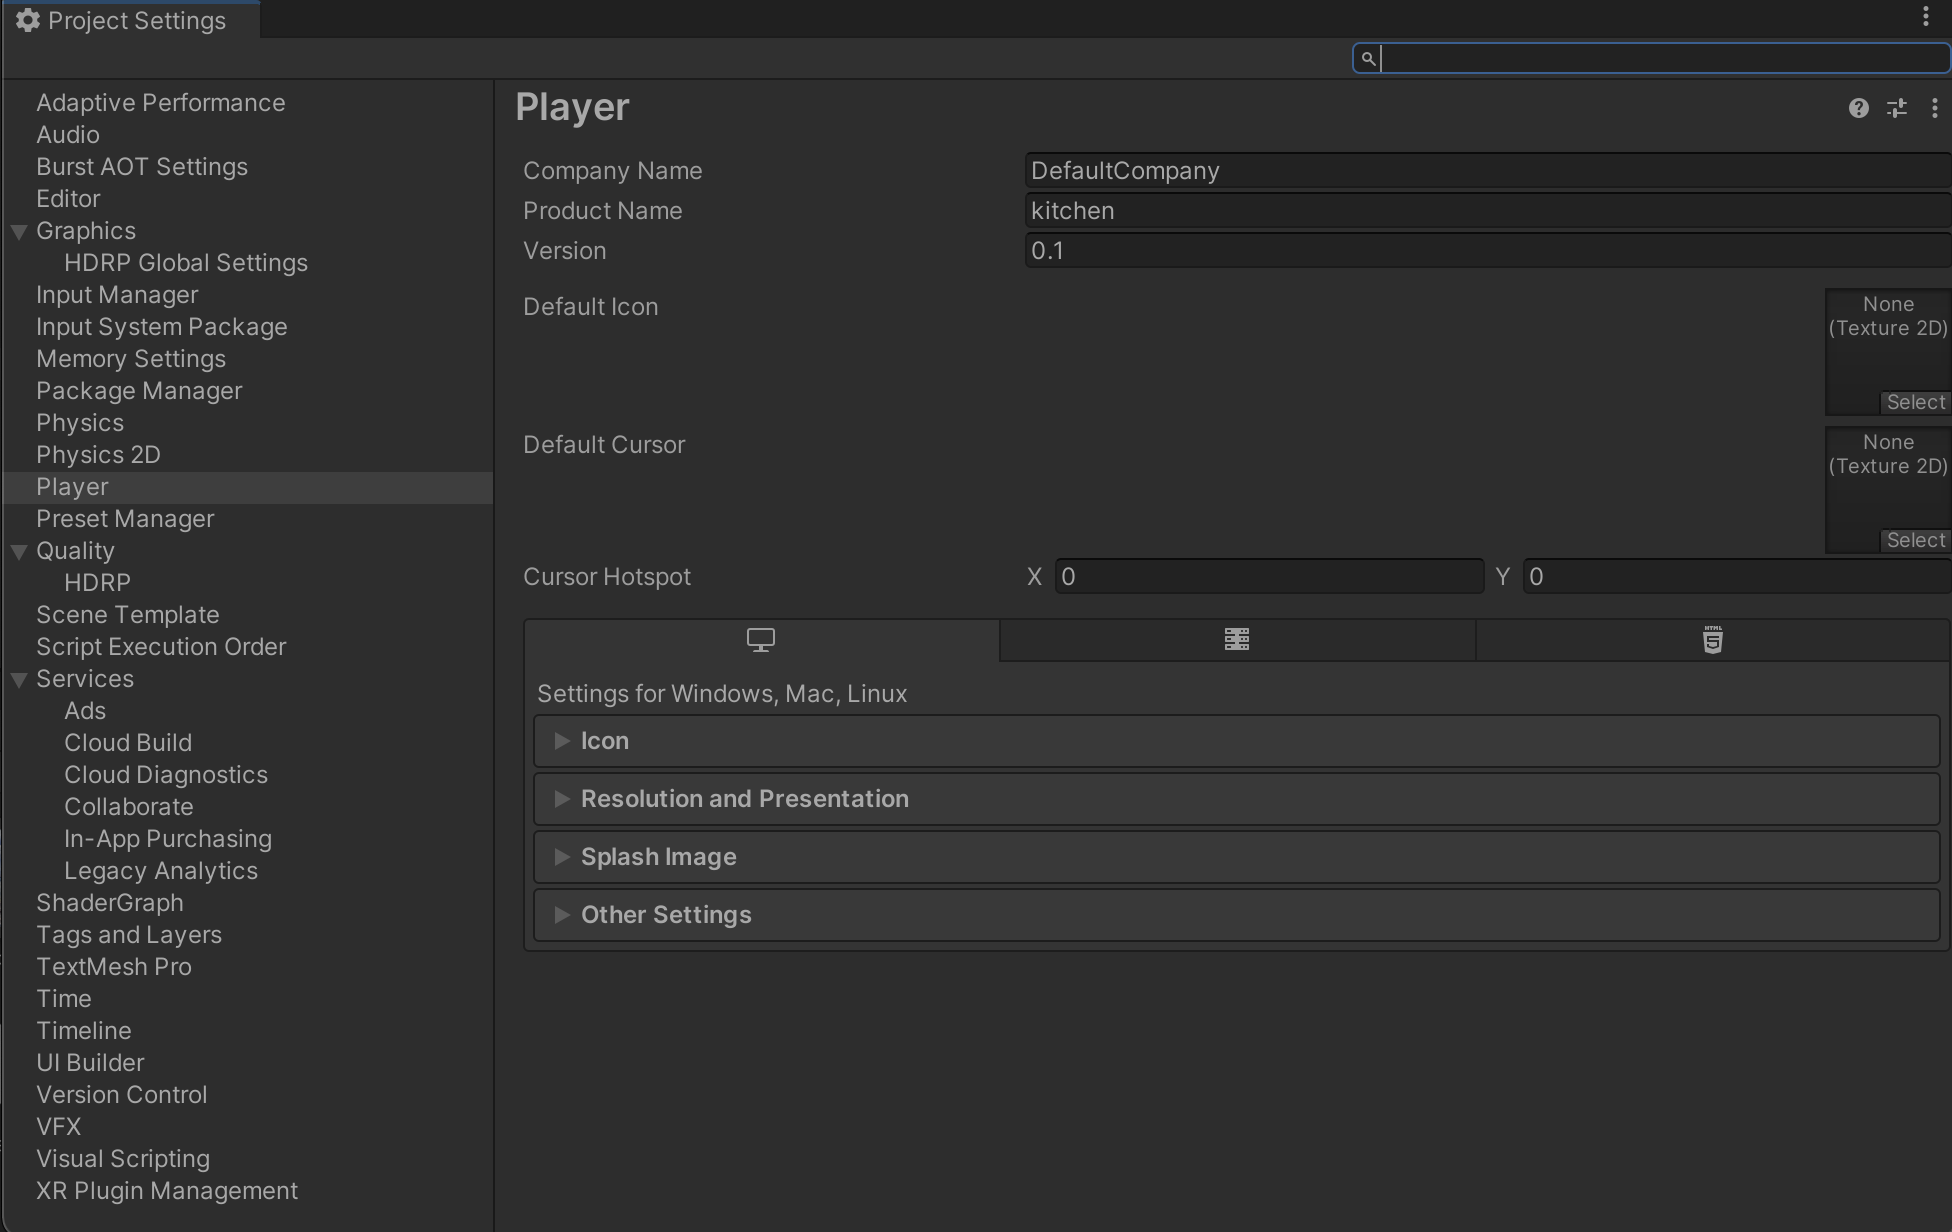 Project Settings
Adaptive Performance
Audio
Burst AOT Settings
Editor
Graphics
HDRP Global Settings
Input Manager
Input System Package
Memory Settings
Package Manager
Physics
Physics 2D
Player
Preset Manager
Quality
HDRP
Scene Template
Script Execution Order
Services
Ads
Cloud Build
Cloud Diagnostics
Collaborate
In-App Purchasing
Legacy Analytics
ShaderGraph
Tags and Layers
TextMesh Pro
Time
Timeline
UI Builder
Version Control
VFX
Visual Scripting
XR Plugin Management
Player
Company Name DefaultCompany
Product Name kitchen
Version 0.1
Default Icon
None
(Texture 2D)
Select
Default Cursor
None
(Texture 2D)
Select
Cursor Hotspot X 0 Y 0
HTML
5
Settings for Windows, Mac, Linux
Icon
Resolution and Presentation
Splash Image
Other Settings